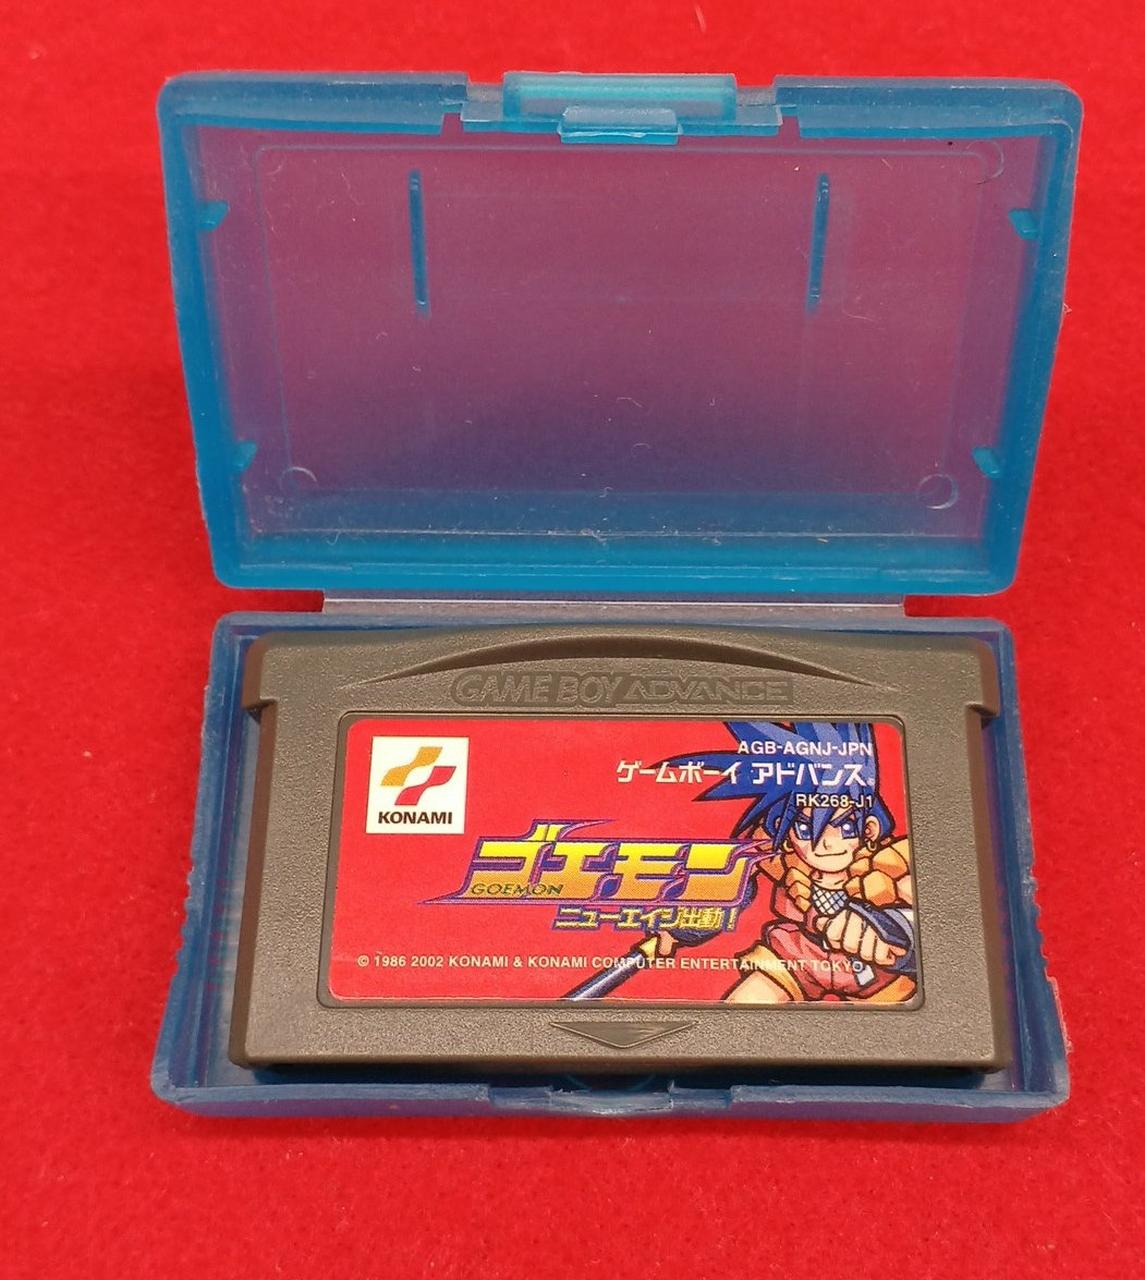 GAME BOY ADVANCE
KONAMI
AGB-AGNJ-JPN
ゲームボーイ アドバンス®
RK268-J1
ゴエモン
GOEMON
ニューエイジ出動!
© 1986 2002 KONAMI & KONAMI COMPUTER ENTERTAINMENT TOKYO